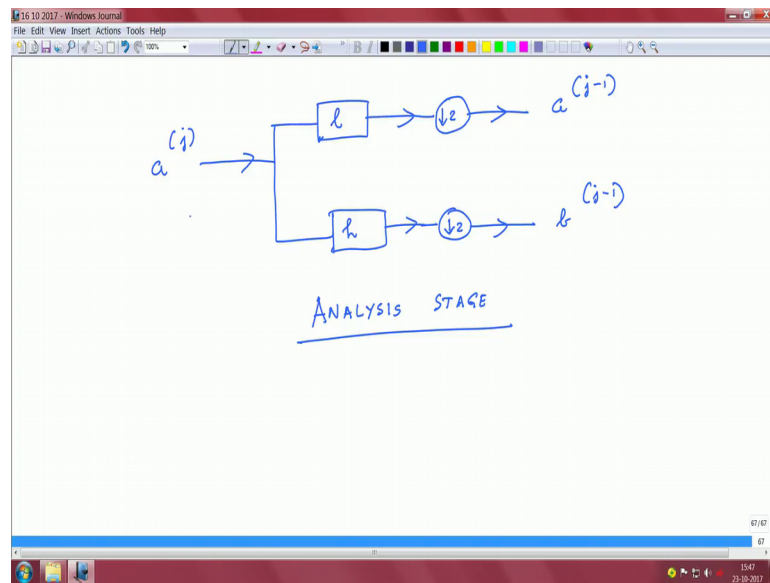 16 10 2017 - Windows Journal
File Edit View Insert Actions Tools Help
100%
B I
l ↓2 a^(j-1)
a^(j)
h ↓2 b^(j-1)
ANALYSIS STAGE
67/67
67
15:47
23-10-2017